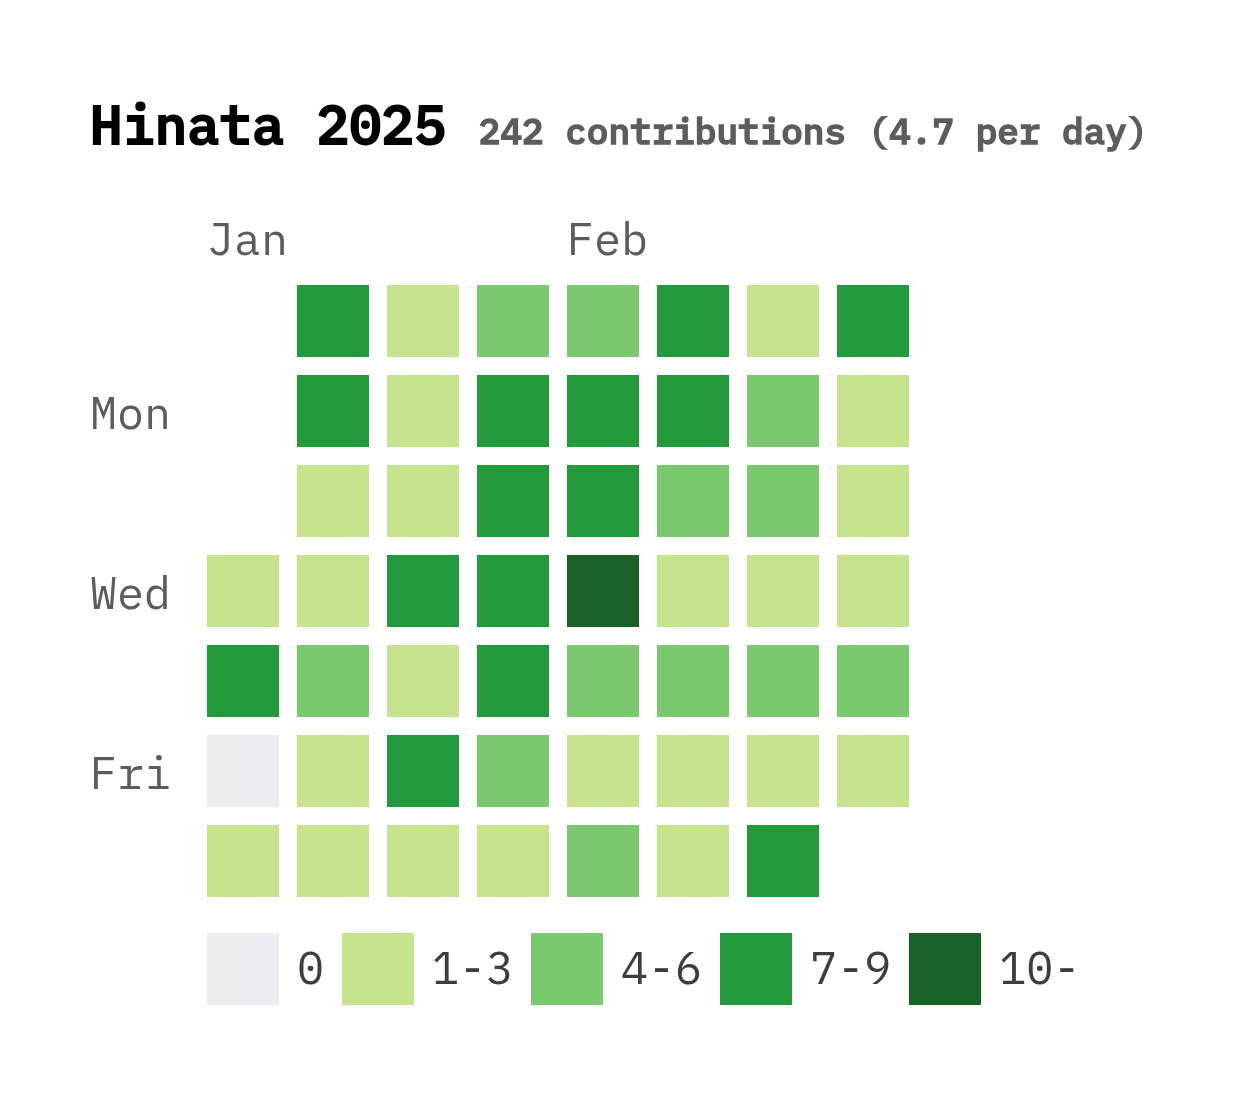 Hinata 2025 242 contributions (4.7 per day)
Jan Feb
Mon
Wed
Fri
0 1-3 4-6 7-9 10-